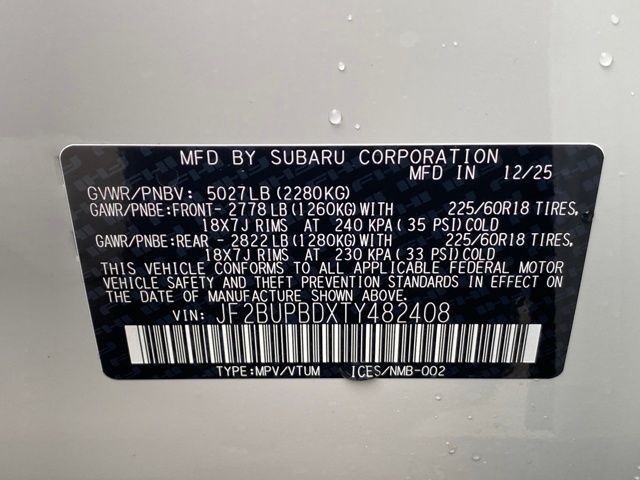 MFD BY SUBARU CORPORATION
MFD IN 12/25
GVWR/PNBV: 5027LB (2280KG)
GAWR/PNBE:FRONT- 2778 LB (1260KG) WITH 225/60R18 TIRES,
18X7J RIMS AT 240 KPA ( 35 PSI) COLD
GAWR/PNBE:REAR - 2822 LB (1280KG) WITH 225/60R18 TIRES,
18X7J RIMS AT 230 KPA ( 33 PSI) COLD
THIS VEHICLE CONFORMS TO ALL APPLICABLE FEDERAL MOTOR
VEHICLE SAFETY AND THEFT PREVENTION STANDARDS IN EFFECT ON
THE DATE OF MANUFACTURE SHOWN ABOVE.
VIN: JF2BUPBDXTY482408
TYPE:MPV/VTUM ICES/NMB-002